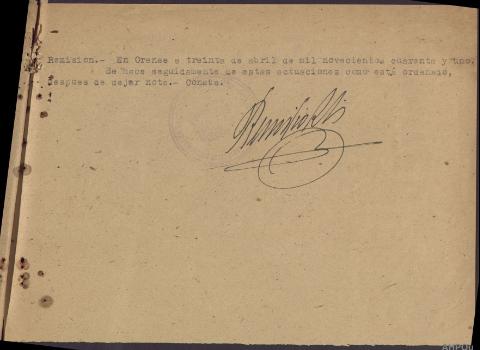 Remision.- En Orense a treinta de abril de mil novecientos cuarenta y uno.
Se hace seguidamente de estas actuaciones como está ordenado,
despues de dejar nota.- Consta.